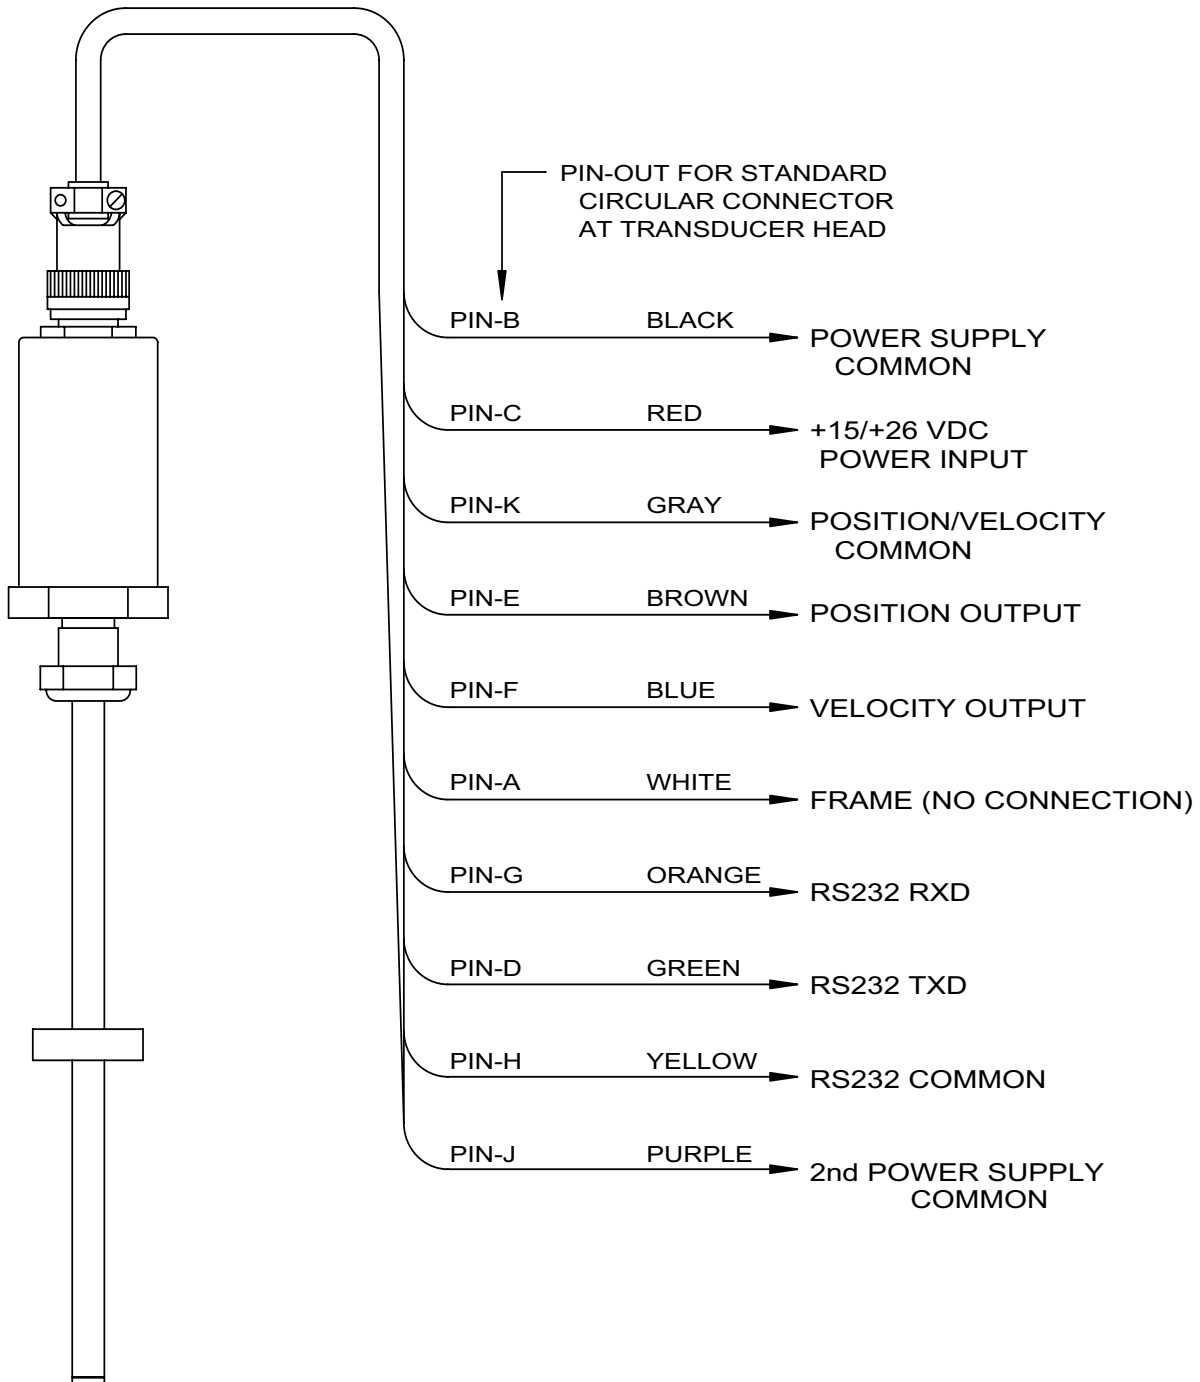 PIN-OUT FOR STANDARD
CIRCULAR CONNECTOR
AT TRANSDUCER HEAD
PIN-B BLACK
POWER SUPPLY
COMMON
PIN-C RED
+15/+26 VDC
POWER INPUT
PIN-K GRAY
POSITION/VELOCITY
COMMON
PIN-E BROWN
POSITION OUTPUT
PIN-F BLUE
VELOCITY OUTPUT
PIN-A WHITE
FRAME (NO CONNECTION)
PIN-G ORANGE
RS232 RXD
PIN-D GREEN
RS232 TXD
PIN-H YELLOW
RS232 COMMON
PIN-J PURPLE
2nd POWER SUPPLY
COMMON